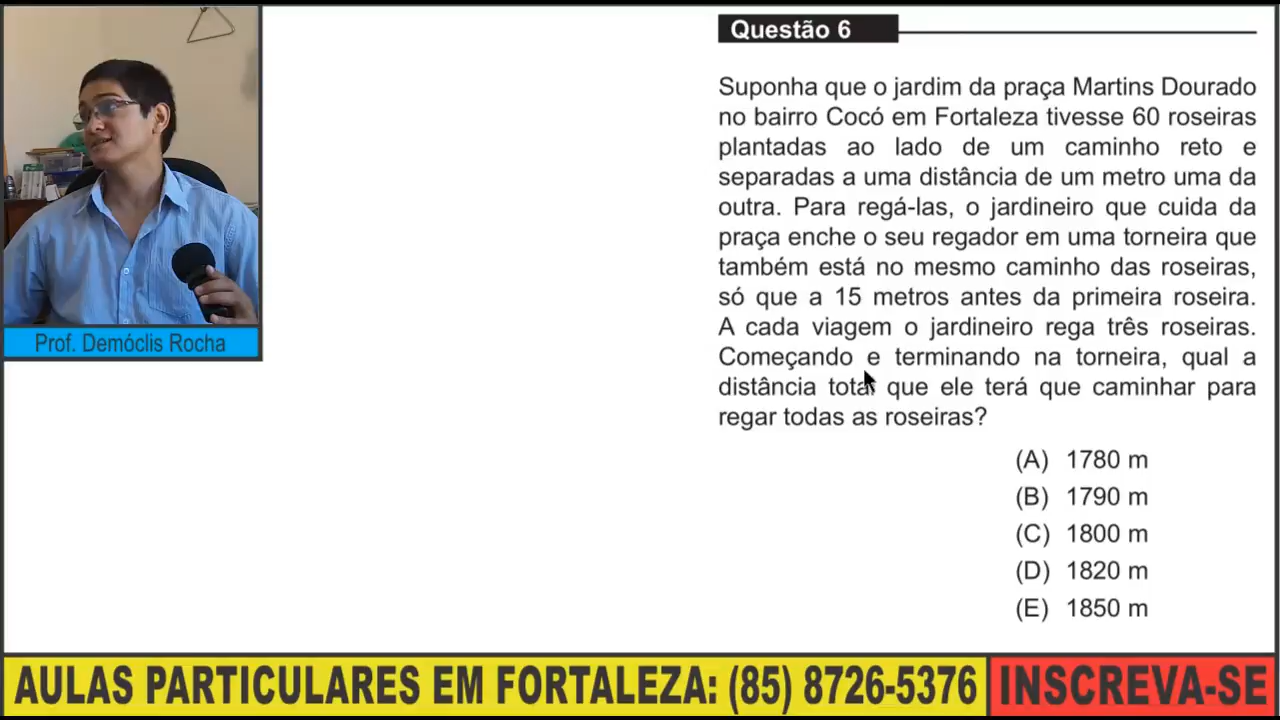 Questão 6
Suponha que o jardim da praça Martins Dourado
no bairro Cocó em Fortaleza tivesse 60 roseiras
plantadas ao lado de um caminho reto e
separadas a uma distância de um metro uma da
outra. Para regá-las, o jardineiro que cuida da
praça enche o seu regador em uma torneira que
também está no mesmo caminho das roseiras,
só que a 15 metros antes da primeira roseira.
A cada viagem o jardineiro rega três roseiras.
Começando e terminando na torneira, qual a
distância total que ele terá que caminhar para
regar todas as roseiras?
(A) 1780 m
(B) 1790 m
(C) 1800 m
(D) 1820 m
(E) 1850 m
Prof. Demóclis Rocha
AULAS PARTICULARES EM FORTALEZA: (85) 8726-5376 INSCREVA-SE